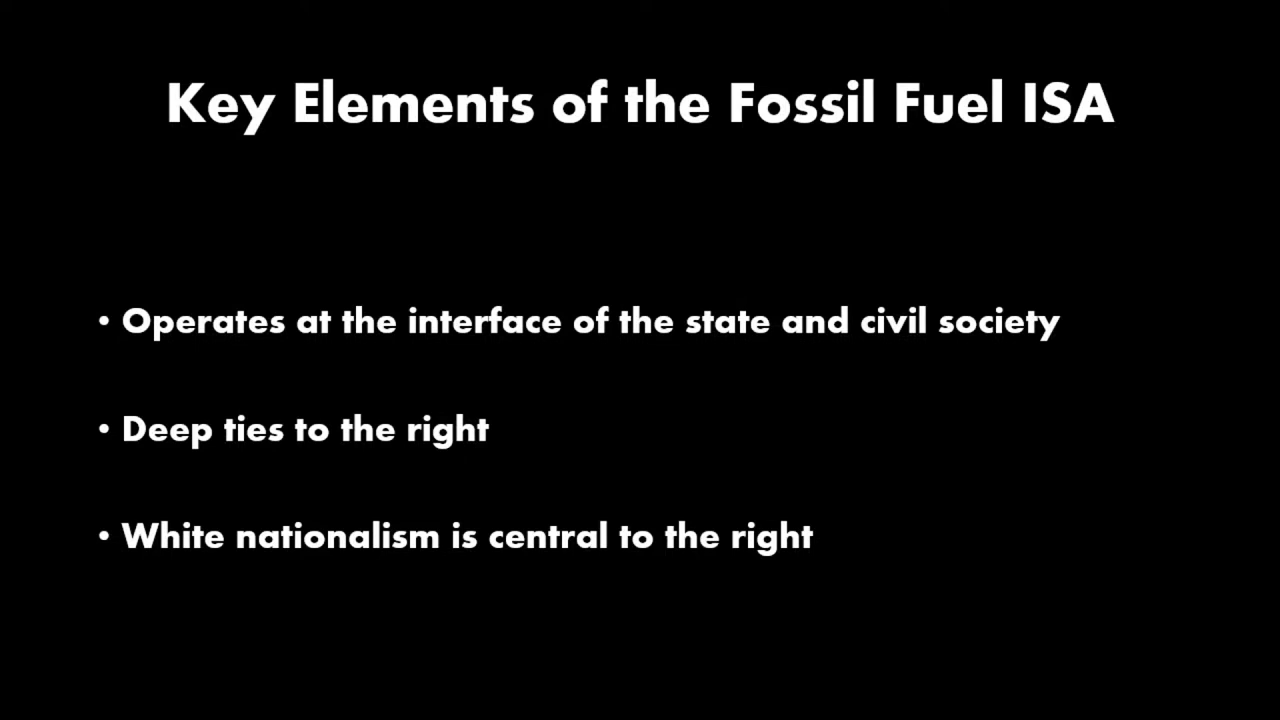 Key Elements of the Fossil Fuel ISA
• Operates at the interface of the state and civil society
• Deep ties to the right
• White nationalism is central to the right